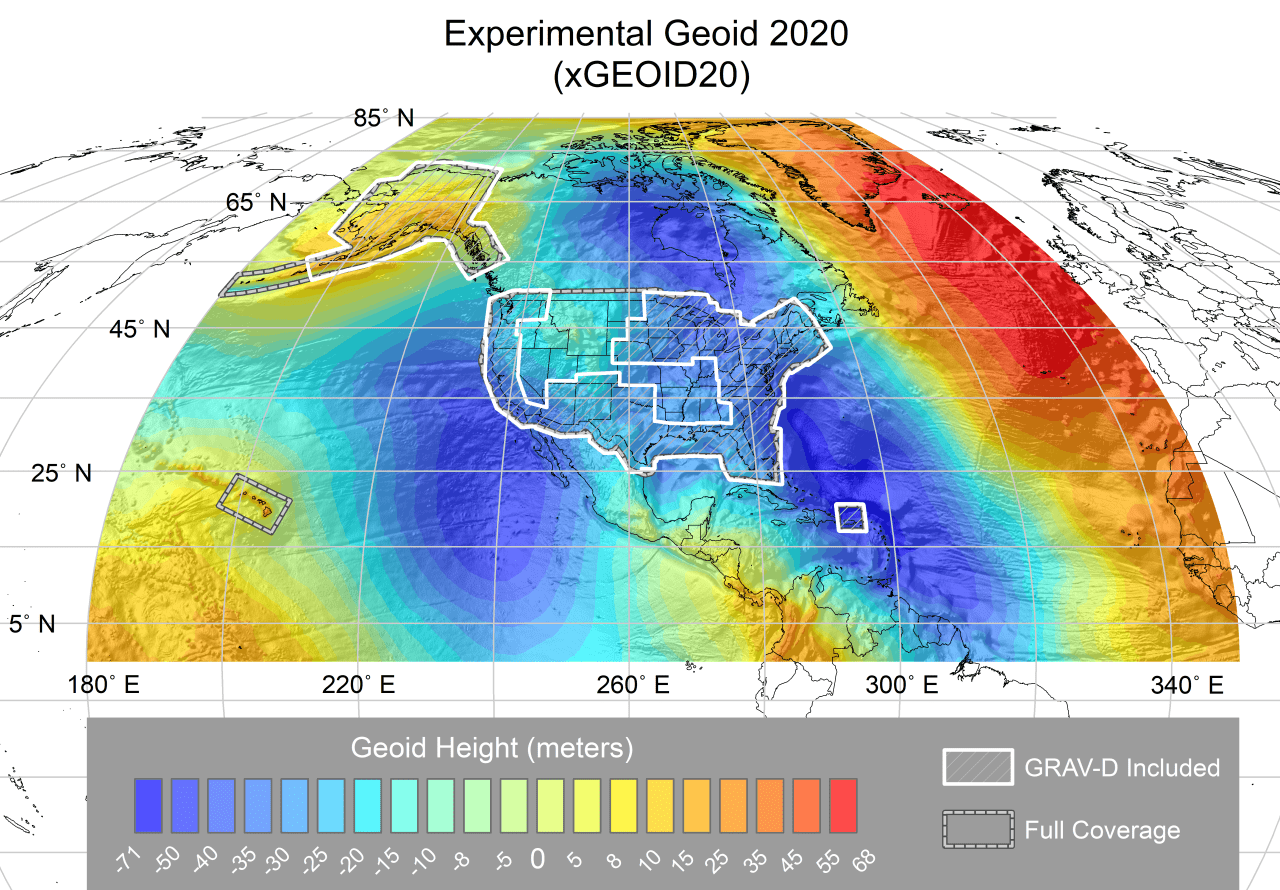 Experimental Geoid 2020
(xGEOID20)
85° N
65° N
45° N
25° N
5° N
180° E 220° E 260° E 300° E 340° E
Geoid Height (meters)
-71 -50 -40 -35 -30 -25 -20 -15 -10 -8 -5 0 5 8 10 15 25 35 45 55 68
GRAV-D Included
Full Coverage